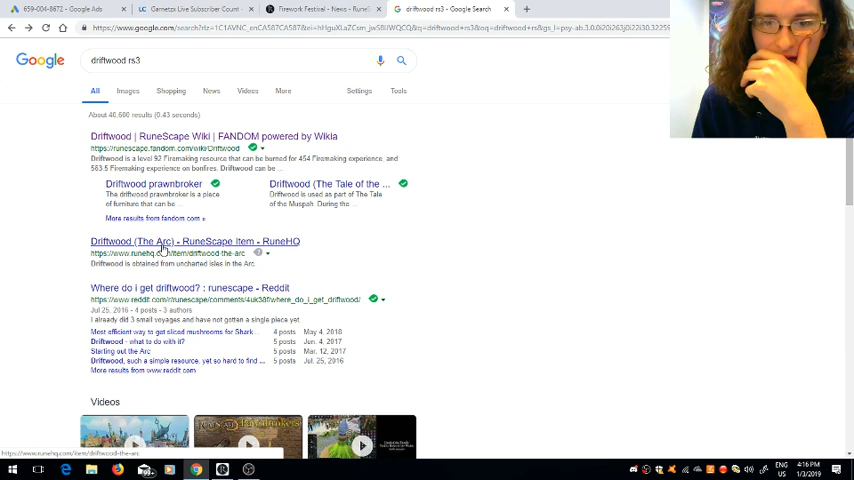 659-004-8672 - Google Ads
Gametzx Live Subscriber Count -
Firework Festival - News - Rune
driftwood rs3 - Google Search
https://www.google.com/search?
Google
driftwood rs3
All
Images
Shopping
News
Videos
More
Settings
Tools
About 40,600 results (0.43 seconds)
Driftwood | RuneScape Wiki | FANDOM powered by Wikia
https://runescape.fandom.com/wiki/Driftwood
Driftwood is a level 92 Firemaking resource that can be burned for 454 Firemaking experience, and
583.5 Firemaking experience on bonfires. Driftwood can be ...
Driftwood prawnbroker
Driftwood (The Tale of the ...
The driftwood prawnbroker is a piece
of furniture that can be ...
Driftwood is used as part of The Tale
of the Muspah. During the ...
More results from fandom.com »
Driftwood (The Arc) - RuneScape Item - RuneHQ
https://www.runehq.com/item/driftwood-the-arc
Driftwood is obtained from uncharted isles in the Arc.
Where do i get driftwood? : runescape - Reddit
https://www.reddit.com/r/runescape/comments/4uk38f/where_do_i_get_driftwood/
Jul 25, 2016 - 4 posts - 3 authors
I already did 3 small voyages and have not gotten a single piece yet.
Most efficient way to get sliced mushrooms for Shark ...
4 posts
May 4, 2018
Driftwood - what to do with it?
5 posts
Jun. 4, 2017
Starting out the Arc
5 posts
Mar. 12, 2017
Driftwood, such a simple resource, yet so hard to find ...
5 posts
Jul. 25, 2016
More results from www.reddit.com
Videos
https://www.runehq.com/item/driftwood-the-arc
99+
ENG
US
4:16 PM
1/3/2019